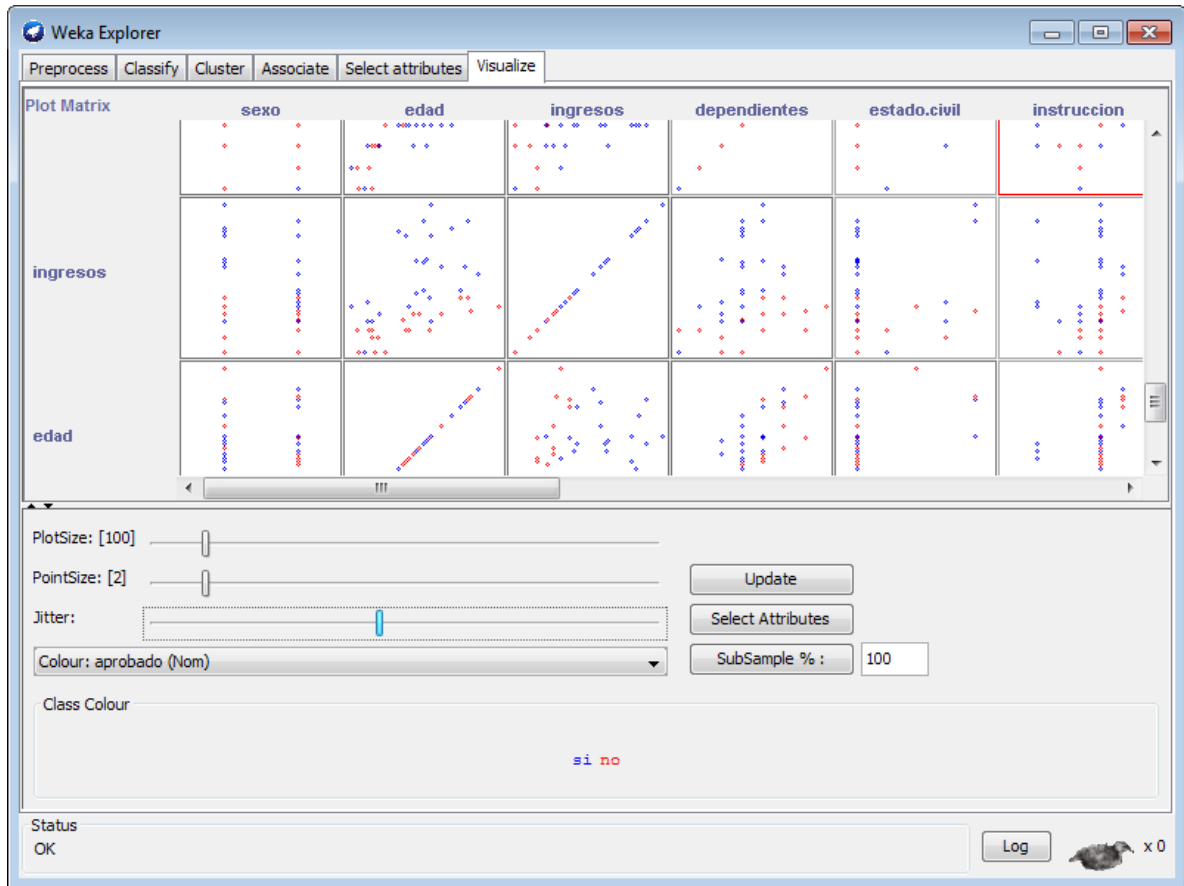 Weka Explorer
Preprocess Classify Cluster Associate Select attributes Visualize
Plot Matrix sexo edad ingresos dependientes estado.civil instruccion
ingresos
edad
PlotSize: [100]
PointSize: [2]
Update
Jitter:
Select Attributes
Colour: aprobado (Nom)
SubSample % : 100
Class Colour
si no
Status
OK
Log
x 0